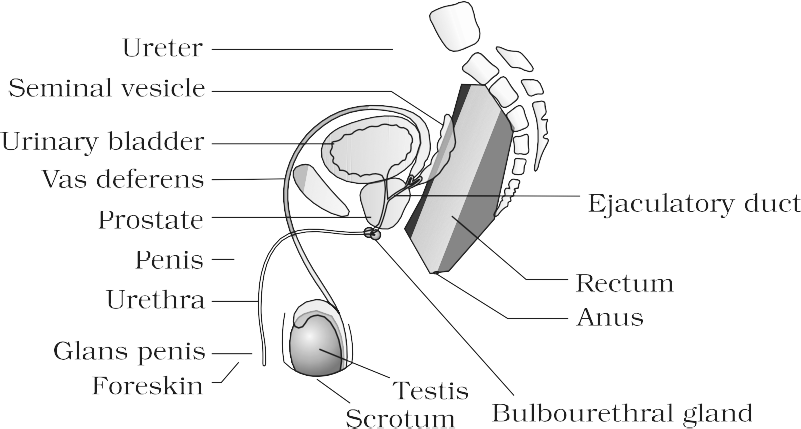 Ureter
Seminal vesicle
Urinary bladder
Vas deferens
Prostate
Penis
Urethra
Glans penis
Foreskin
Testis
Scrotum
Ejaculatory duct
Rectum
Anus
Bulbourethral gland